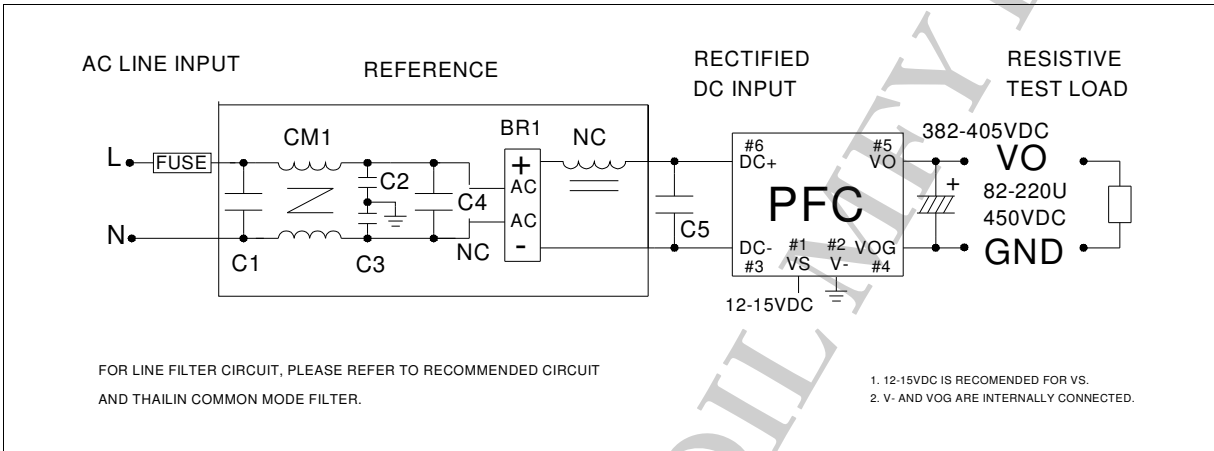 AC LINE INPUT
REFERENCE
RECTIFIED
DC INPUT
RESISTIVE
TEST LOAD
L
FUSE
CM1
C2
C4
BR1
+
AC
AC
-
NC
NC
N
C1
C3
C5
#6
DC+
#5
VO
PFC
DC-
#3
#1
VS
#2
V-
VOG
#4
12-15VDC
382-405VDC
VO
+
82-220U
450VDC
GND
FOR LINE FILTER CIRCUIT, PLEASE REFER TO RECOMMENDED CIRCUIT
AND THAILIN COMMON MODE FILTER.
1. 12-15VDC IS RECOMENDED FOR VS.
2. V- AND VOG ARE INTERNALLY CONNECTED.